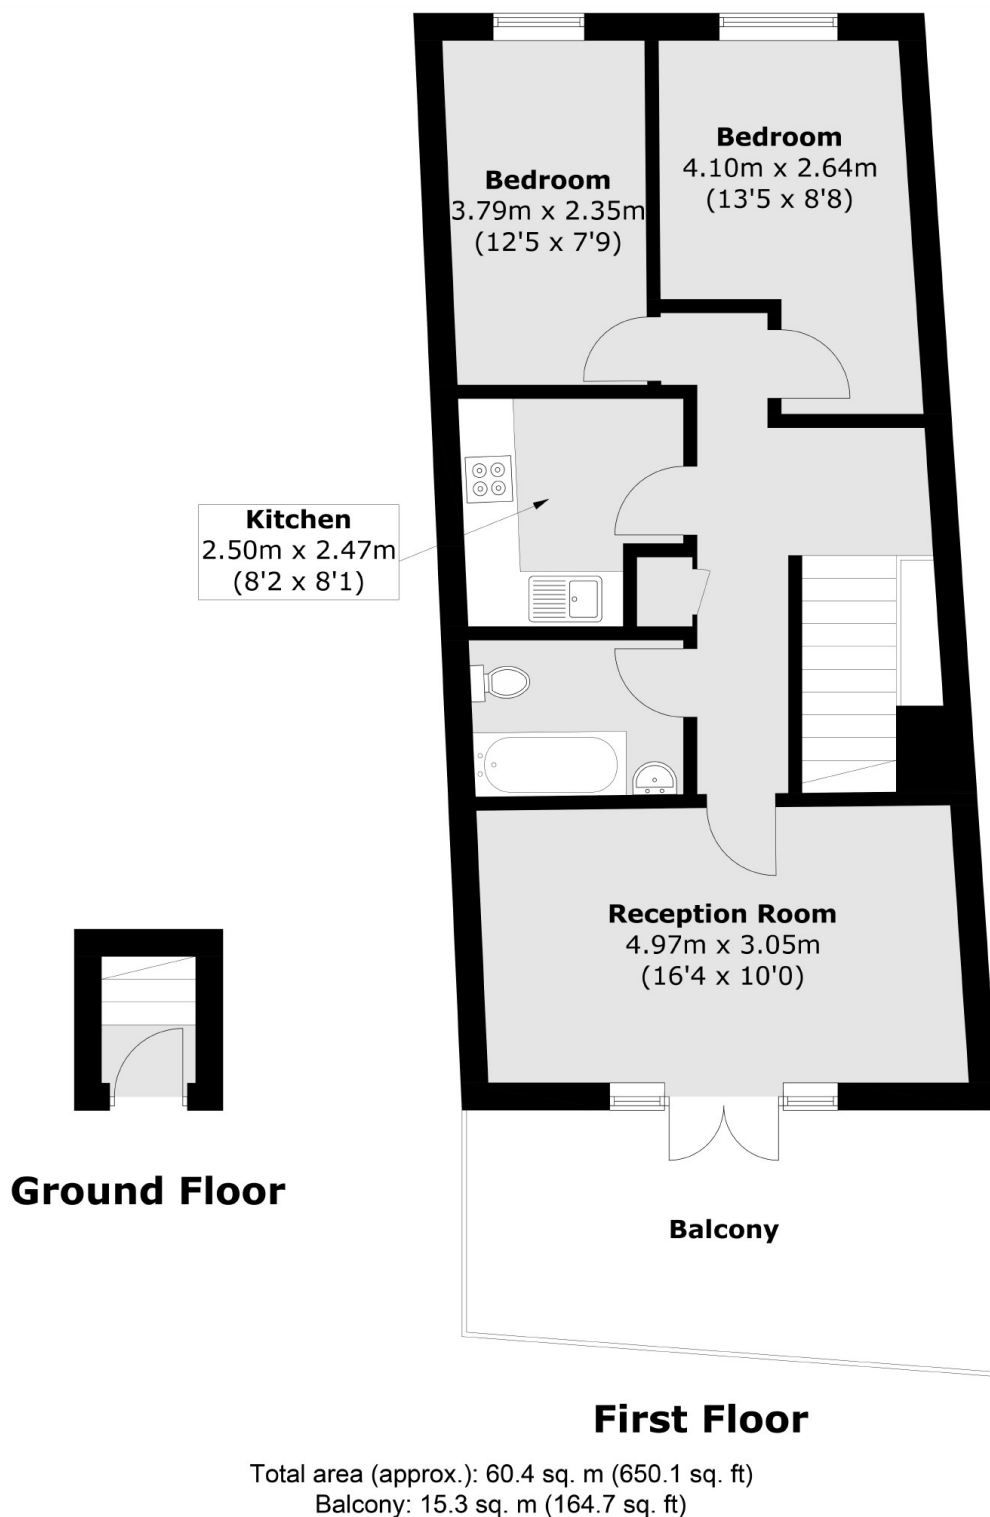 Bedroom
4.10m x 2.64m
(13'5 x 8'8)
Bedroom
3.79m x 2.35m
(12'5 x 7'9)
Kitchen
2.50m x 2.47m
(8'2 x 8'1)
Reception Room
4.97m x 3.05m
(16'4 x 10'0)
Ground Floor
Balcony
First Floor
Total area (approx.): 60.4 sq. m (650.1 sq. ft)
Balcony: 15.3 sq. m (164.7 sq. ft)